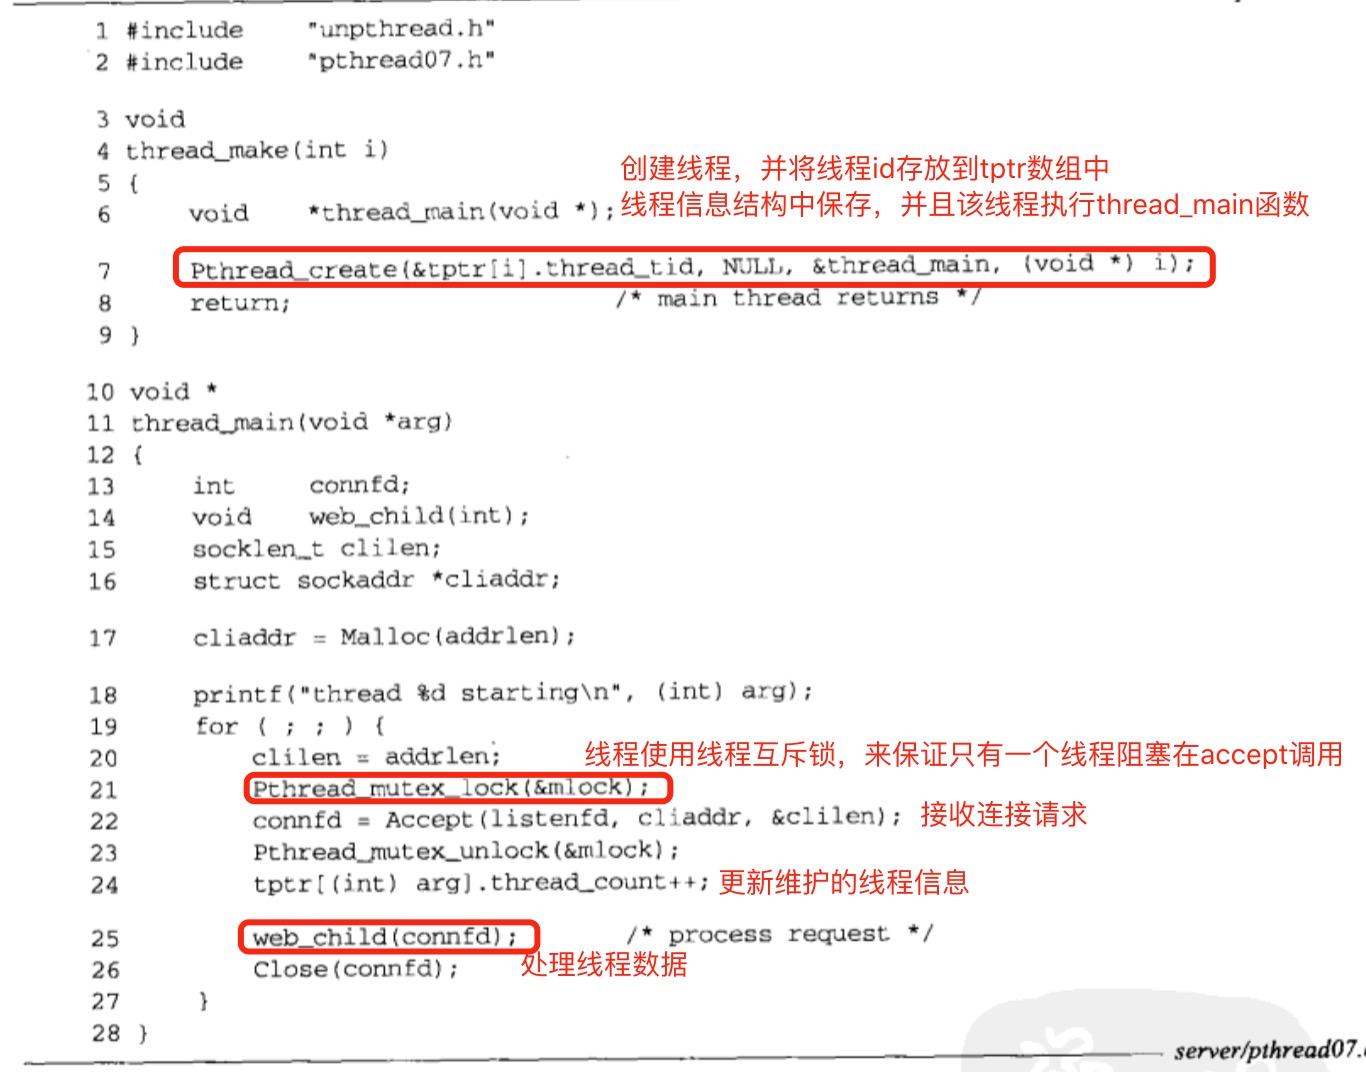 1 #include "unpthread.h"
2 #include "pthread07.h"
3 void
4 thread_make(int i)
创建线程，并将线程id存放到tptr数组中
5 {
6 void *thread_main(void *); 线程信息结构中保存，并且该线程执行thread_main函数
7 Pthread_create(&tptr[i].thread_tid, NULL, &thread_main, (void *) i);
8 return; /* main thread returns */
9 }
10 void *
11 thread_main(void *arg)
12 {
13 int connfd;
14 void web_child(int);
15 socklen_t clilen;
16 struct sockaddr *cliaddr;
17 cliaddr = Malloc(addrlen);
18 printf("thread %d starting\n", (int) arg);
19 for ( ; ; ) {
20 clilen = addrlen; 线程使用线程互斥锁，来保证只有一个线程阻塞在accept调用
21 Pthread_mutex_lock(&mlock);
22 connfd = Accept(listenfd, cliaddr, &clilen); 接收连接请求
23 Pthread_mutex_unlock(&mlock);
24 tptr[(int) arg].thread_count++; 更新维护的线程信息
25 web_child(connfd); /* process request */
26 Close(connfd); 处理线程数据
27 }
28 }
server/pthread07.